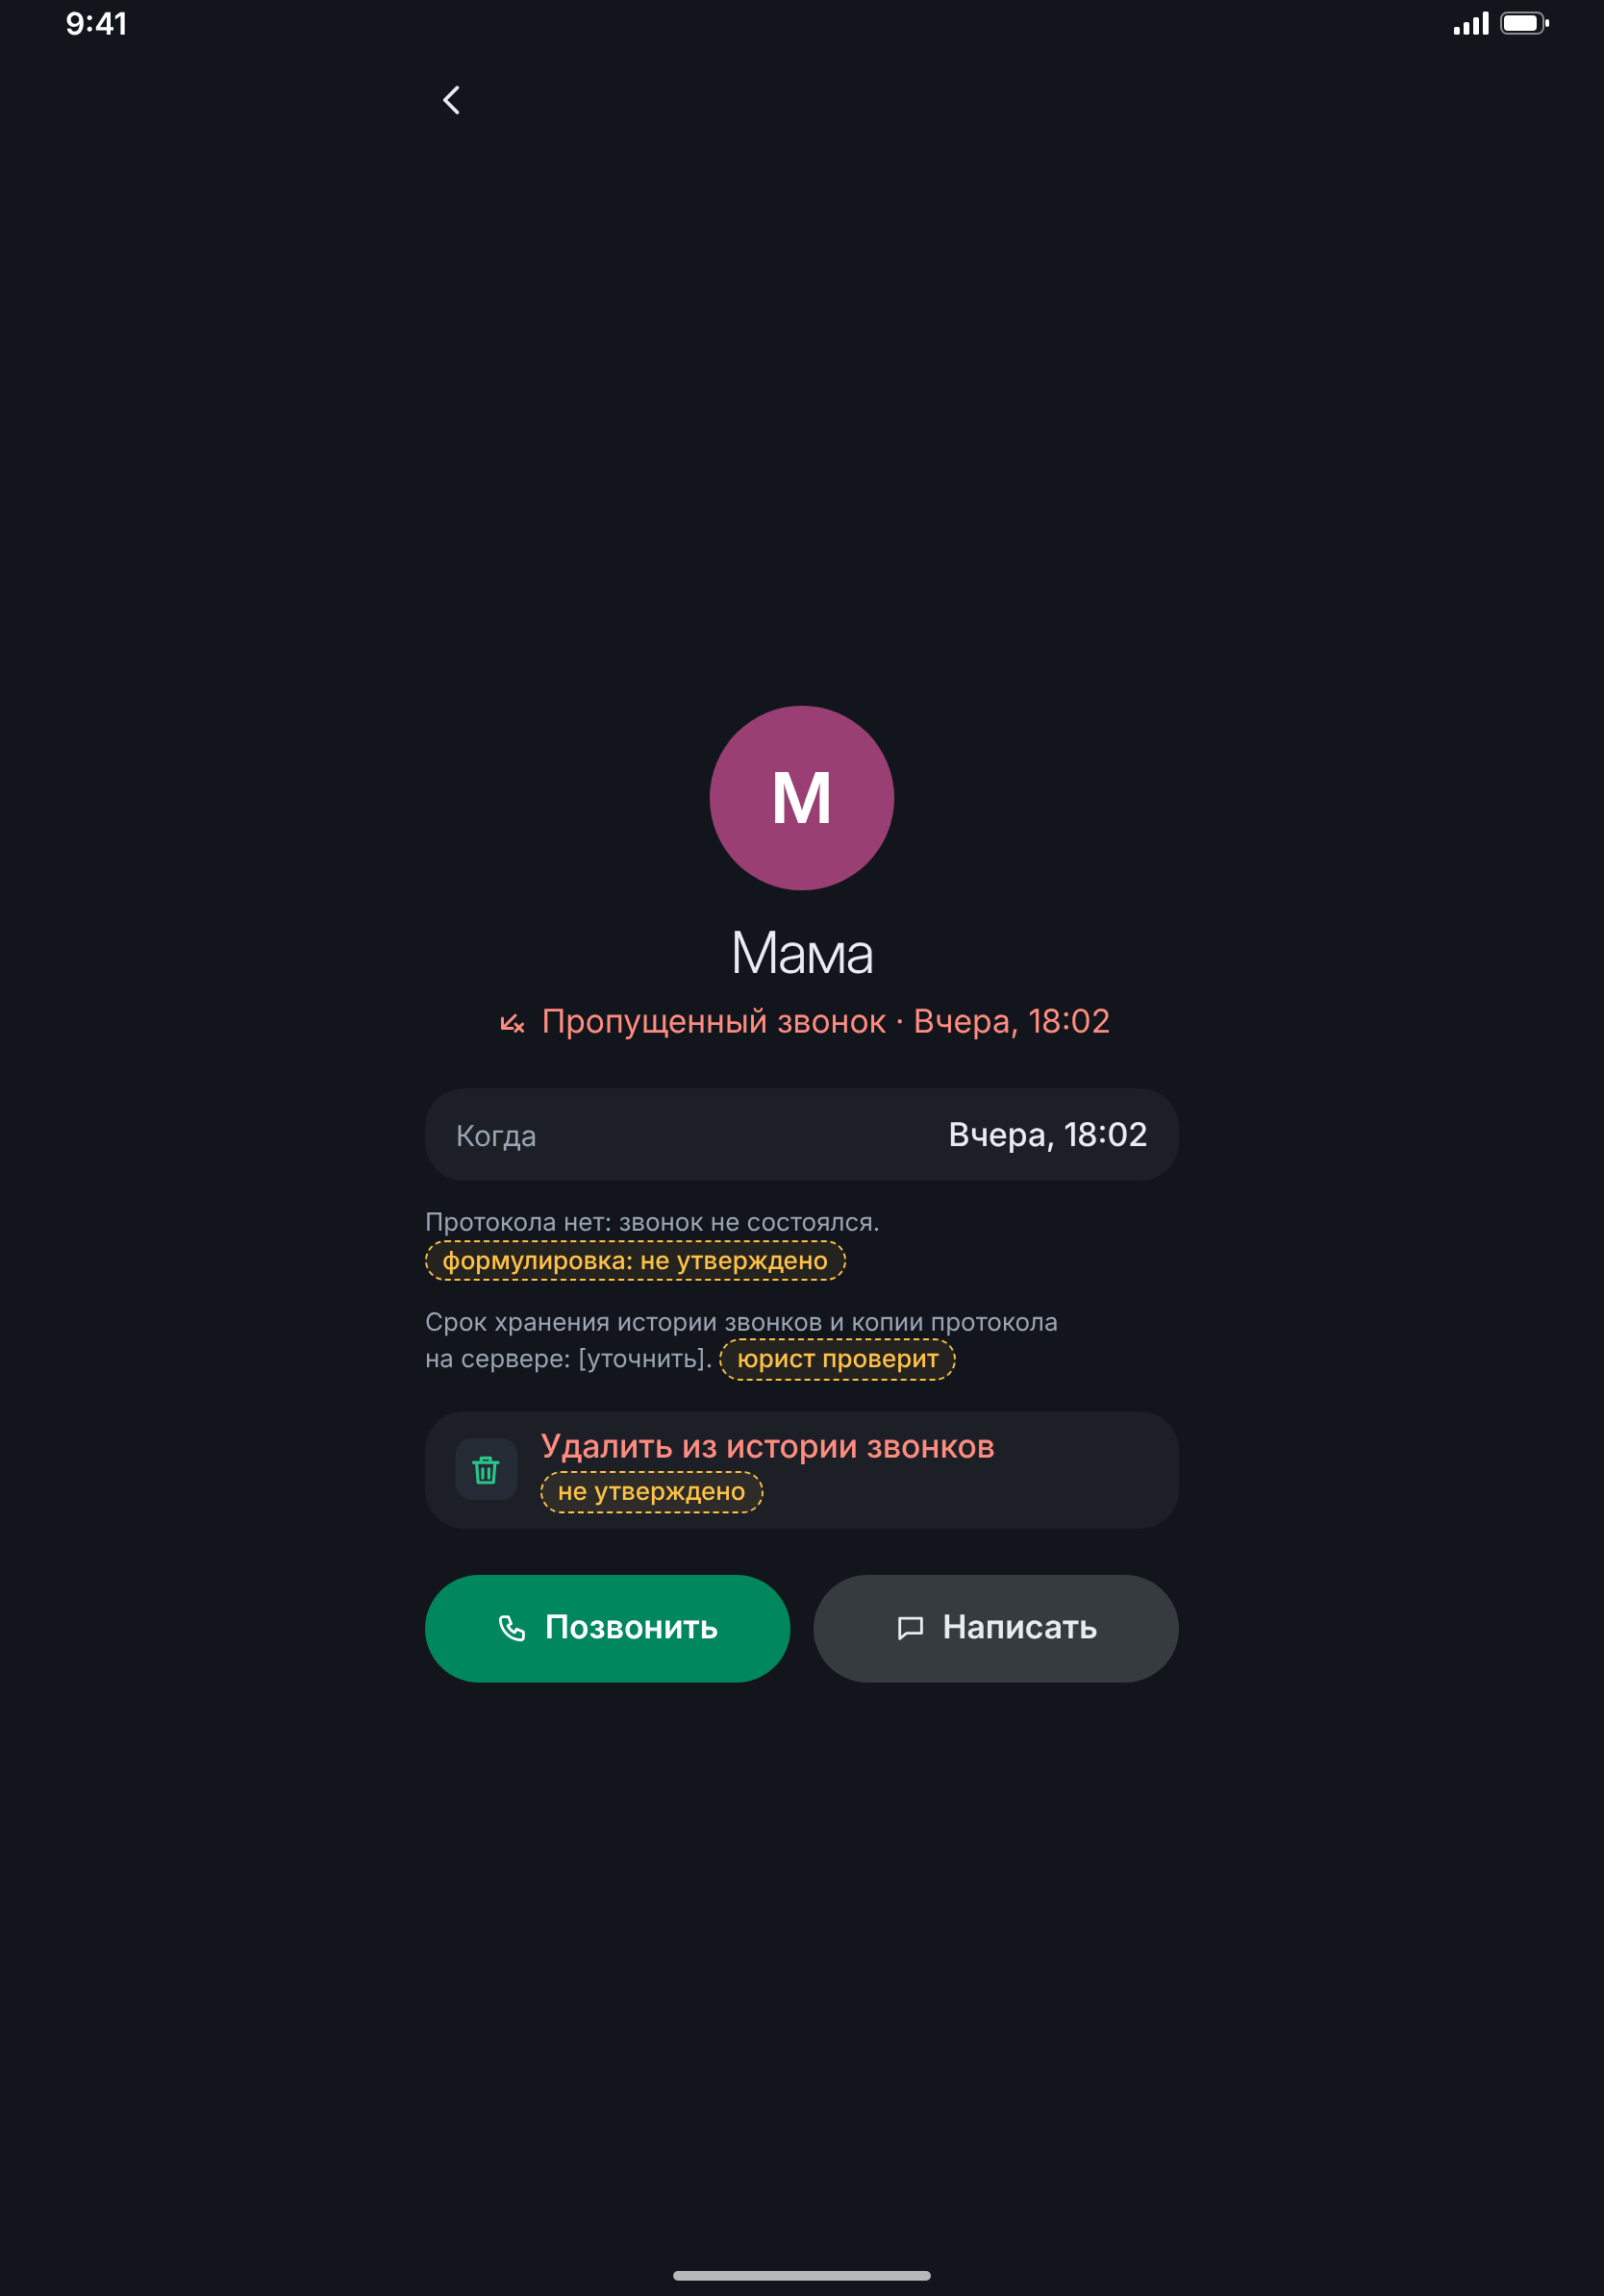 9:41
М
Мама
Пропущенный звонок · Вчера, 18:02
Когда
Вчера, 18:02
Протокола нет: звонок не состоялся.
формулировка: не утверждено
Срок хранения истории звонков и копии протокола
на сервере: [уточнить]. юрист проверит
Удалить из истории звонков
не утверждено
Позвонить
Написать